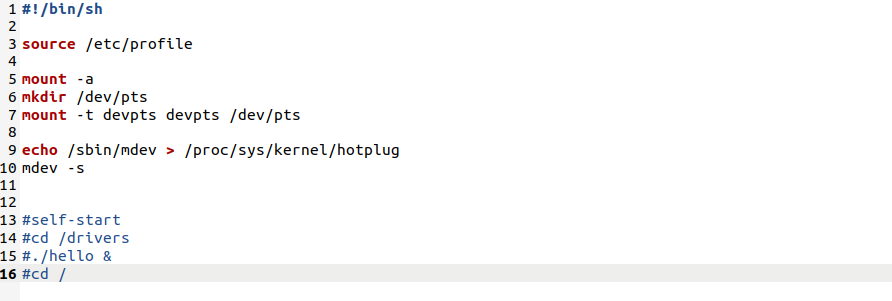 1 #!/bin/sh
2
3 source /etc/profile
4
5 mount -a
6 mkdir /dev/pts
7 mount -t devpts devpts /dev/pts
8
9 echo /sbin/mdev > /proc/sys/kernel/hotplug
10 mdev -s
11
12
13 #self-start
14 #cd /drivers
15 #./hello &
16 #cd /